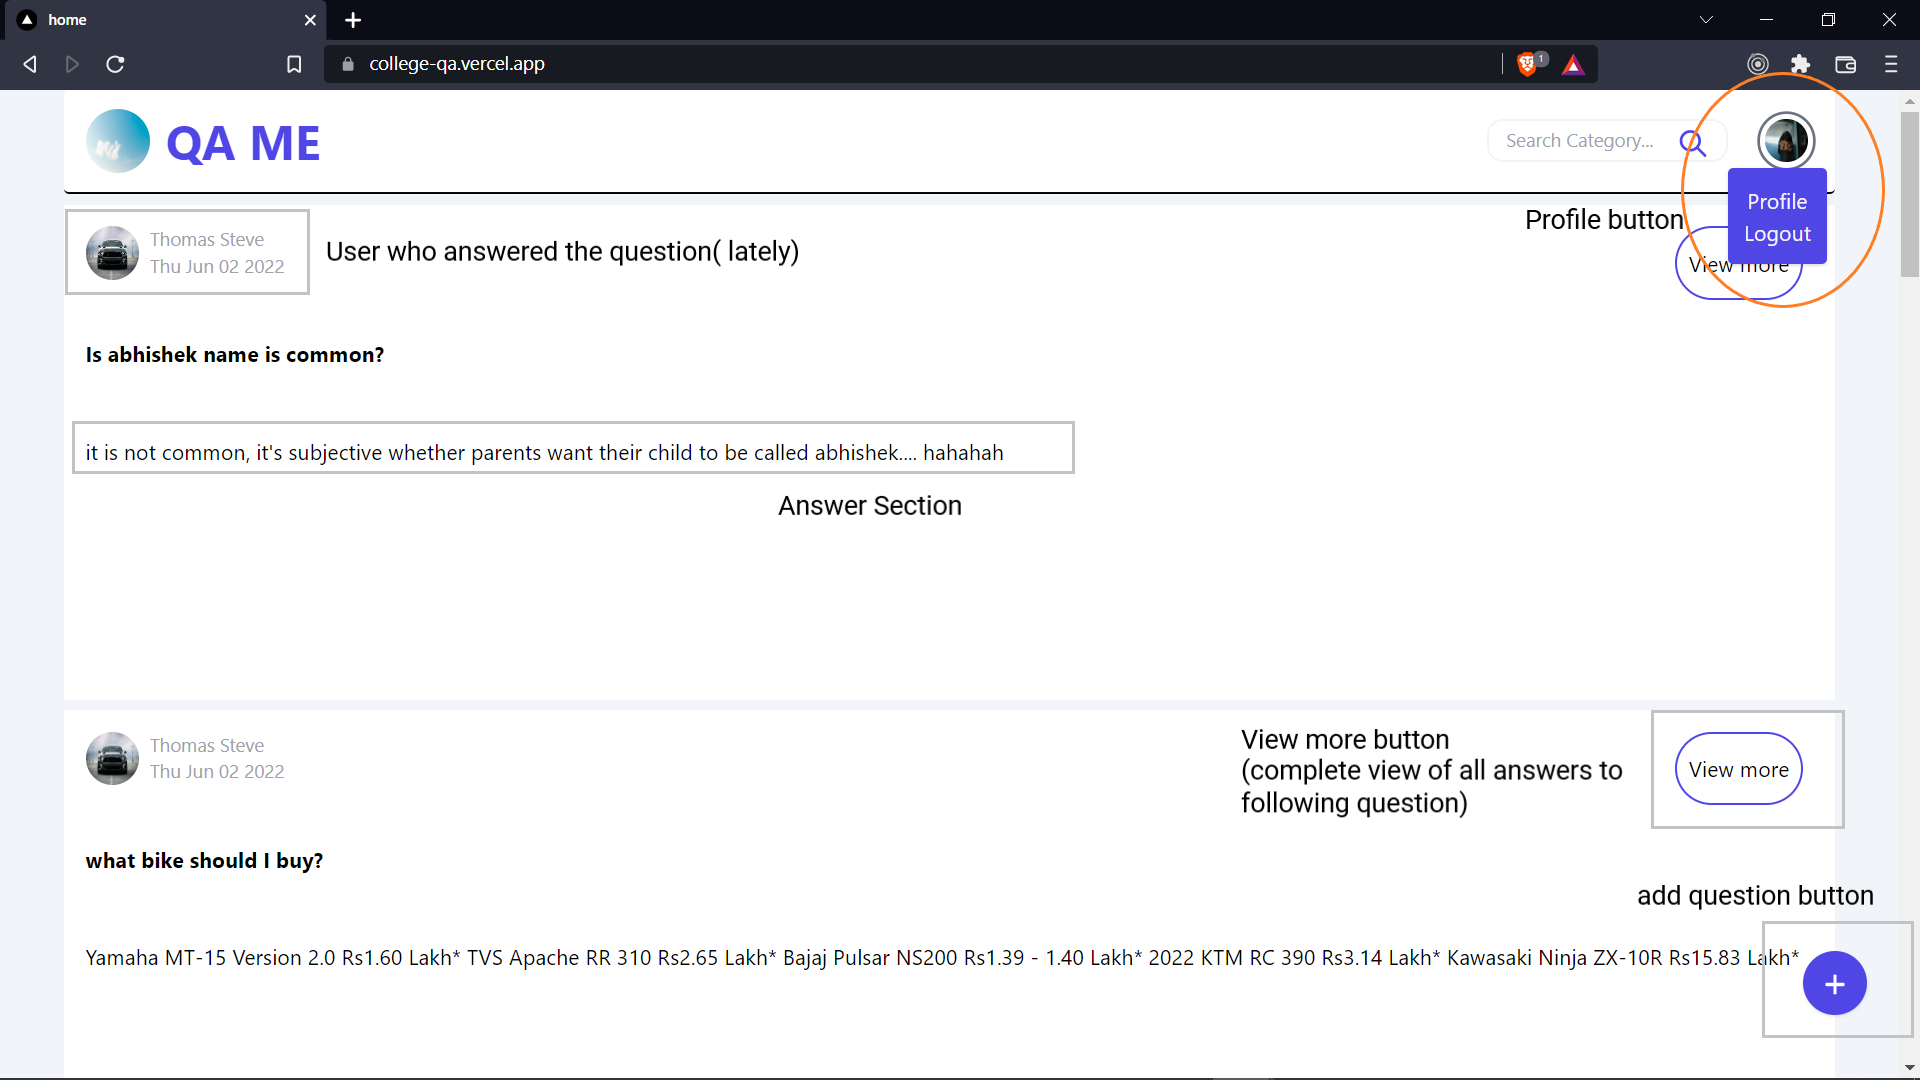 home
college-qa.vercel.app
1
QA ME
Search Category...
Profile
Logout
Profile button
Thomas Steve
Thu Jun 02 2022
User who answered the question( lately)
View more
Is abhishek name is common?
it is not common, it's subjective whether parents want their child to be called abhishek.... hahahah
Answer Section
Thomas Steve
Thu Jun 02 2022
View more button
(complete view of all answers to
following question)
View more
what bike should I buy?
add question button
Yamaha MT-15 Version 2.0 Rs1.60 Lakh* TVS Apache RR 310 Rs2.65 Lakh* Bajaj Pulsar NS200 Rs1.39 - 1.40 Lakh* 2022 KTM RC 390 Rs3.14 Lakh* Kawasaki Ninja ZX-10R Rs15.83 Lakh*
+